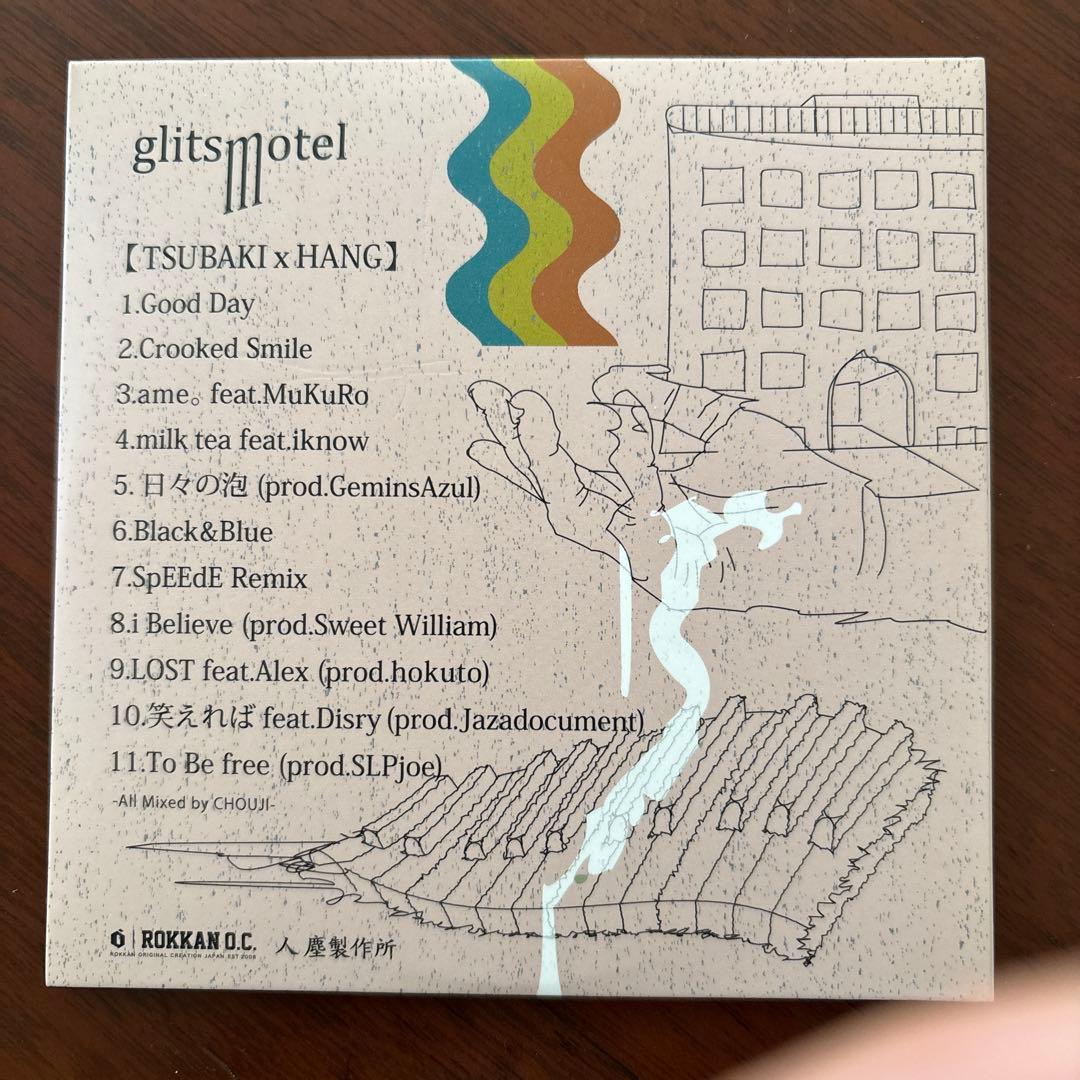 glitsmotel
【TSUBAKI x HANG】
1.Good Day
2.Crooked Smile
3.ame。feat.MuKuRo
4.milk tea feat.iknow
5. 日々の泡 (prod.GeminsAzul)
6.Black&Blue
7.SpEEdE Remix
8.i Believe (prod.Sweet William)
9.LOST feat.Alex (prod.hokuto)
10.笑えれば feat.Disry (prod.Jazadocument)
11.To Be free (prod.SLPjoe)
-All Mixed by CHOUJI-
ROKKAN O.C. 人塵製作所
ROKKAN ORIGINAL CREATION JAPAN EST 2008